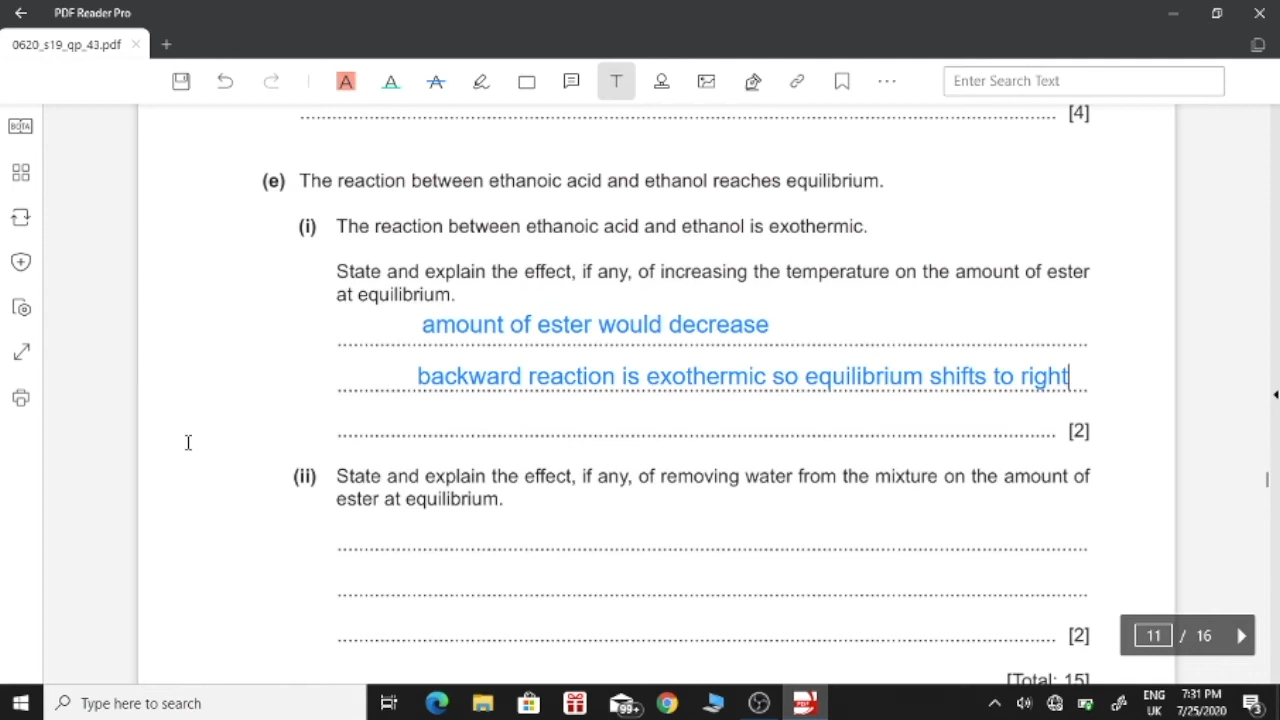 PDF Reader Pro
0620_s19_qp_43.pdf
Enter Search Text
[4]
(e) The reaction between ethanoic acid and ethanol reaches equilibrium.
(i) The reaction between ethanoic acid and ethanol is exothermic.
State and explain the effect, if any, of increasing the temperature on the amount of ester
at equilibrium.
amount of ester would decrease
backward reaction is exothermic so equilibrium shifts to right
[2]
(ii) State and explain the effect, if any, of removing water from the mixture on the amount of
ester at equilibrium.
[2]
11 / 16
[Total: 15]
Type here to search
99+
ENG
UK
7:31 PM
7/25/2020
3